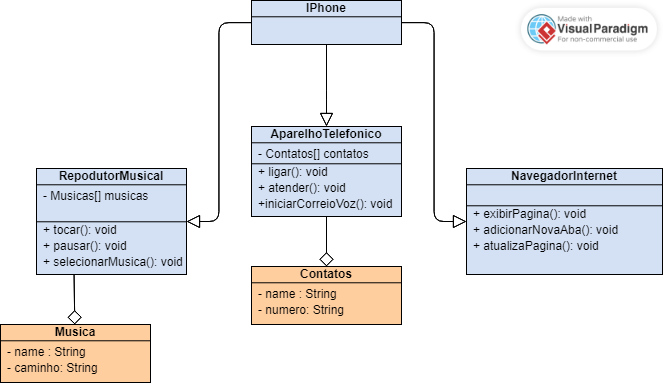 IPhone
Made with
Visual Paradigm
For non-commercial use
AparelhoTelefonico
- Contatos[] contatos
+ ligar(): void
+ atender(): void
+iniciarCorreioVoz(): void
RepodutorMusical
- Musicas[] musicas
+ tocar(): void
+ pausar(): void
+ selecionarMusica(): void
NavegadorInternet
+ exibirPagina(): void
+ adicionarNovaAba(): void
+ atualizaPagina(): void
Contatos
- name : String
- numero: String
Musica
- name : String
- caminho: String